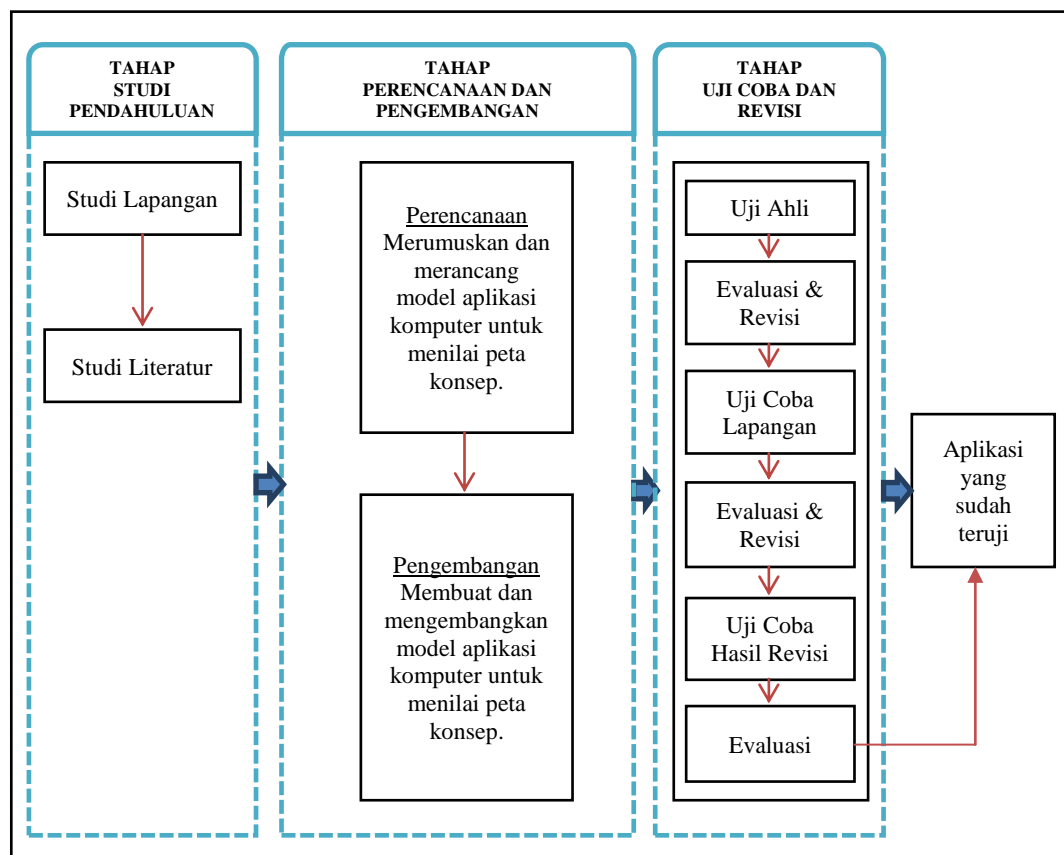 TAHAP
STUDI
PENDAHULUAN
Studi Lapangan
Studi Literatur
TAHAP
PERENCANAAN DAN
PENGEMBANGAN
Perencanaan
Merumuskan dan
merancang
model aplikasi
komputer untuk
menilai peta
konsep.
Pengembangan
Membuat dan
mengembangkan
model aplikasi
komputer untuk
menilai peta
konsep.
TAHAP
UJI COBA DAN
REVISI
Uji Ahli
Evaluasi &
Revisi
Uji Coba
Lapangan
Evaluasi &
Revisi
Uji Coba
Hasil Revisi
Evaluasi
Aplikasi
yang
sudah
teruji